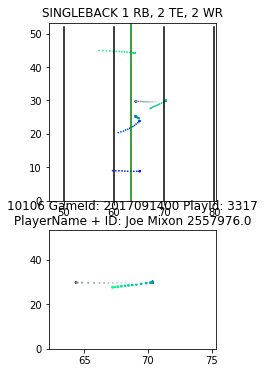 SINGLEBACK 1 RB, 2 TE, 2 WR
50
40
30
20
10
0
50 60 70 80
10106 GameId: 2017091400 PlayId: 3317
PlayerName + ID: Joe Mixon 2557976.0
40
20
0
65 70 75